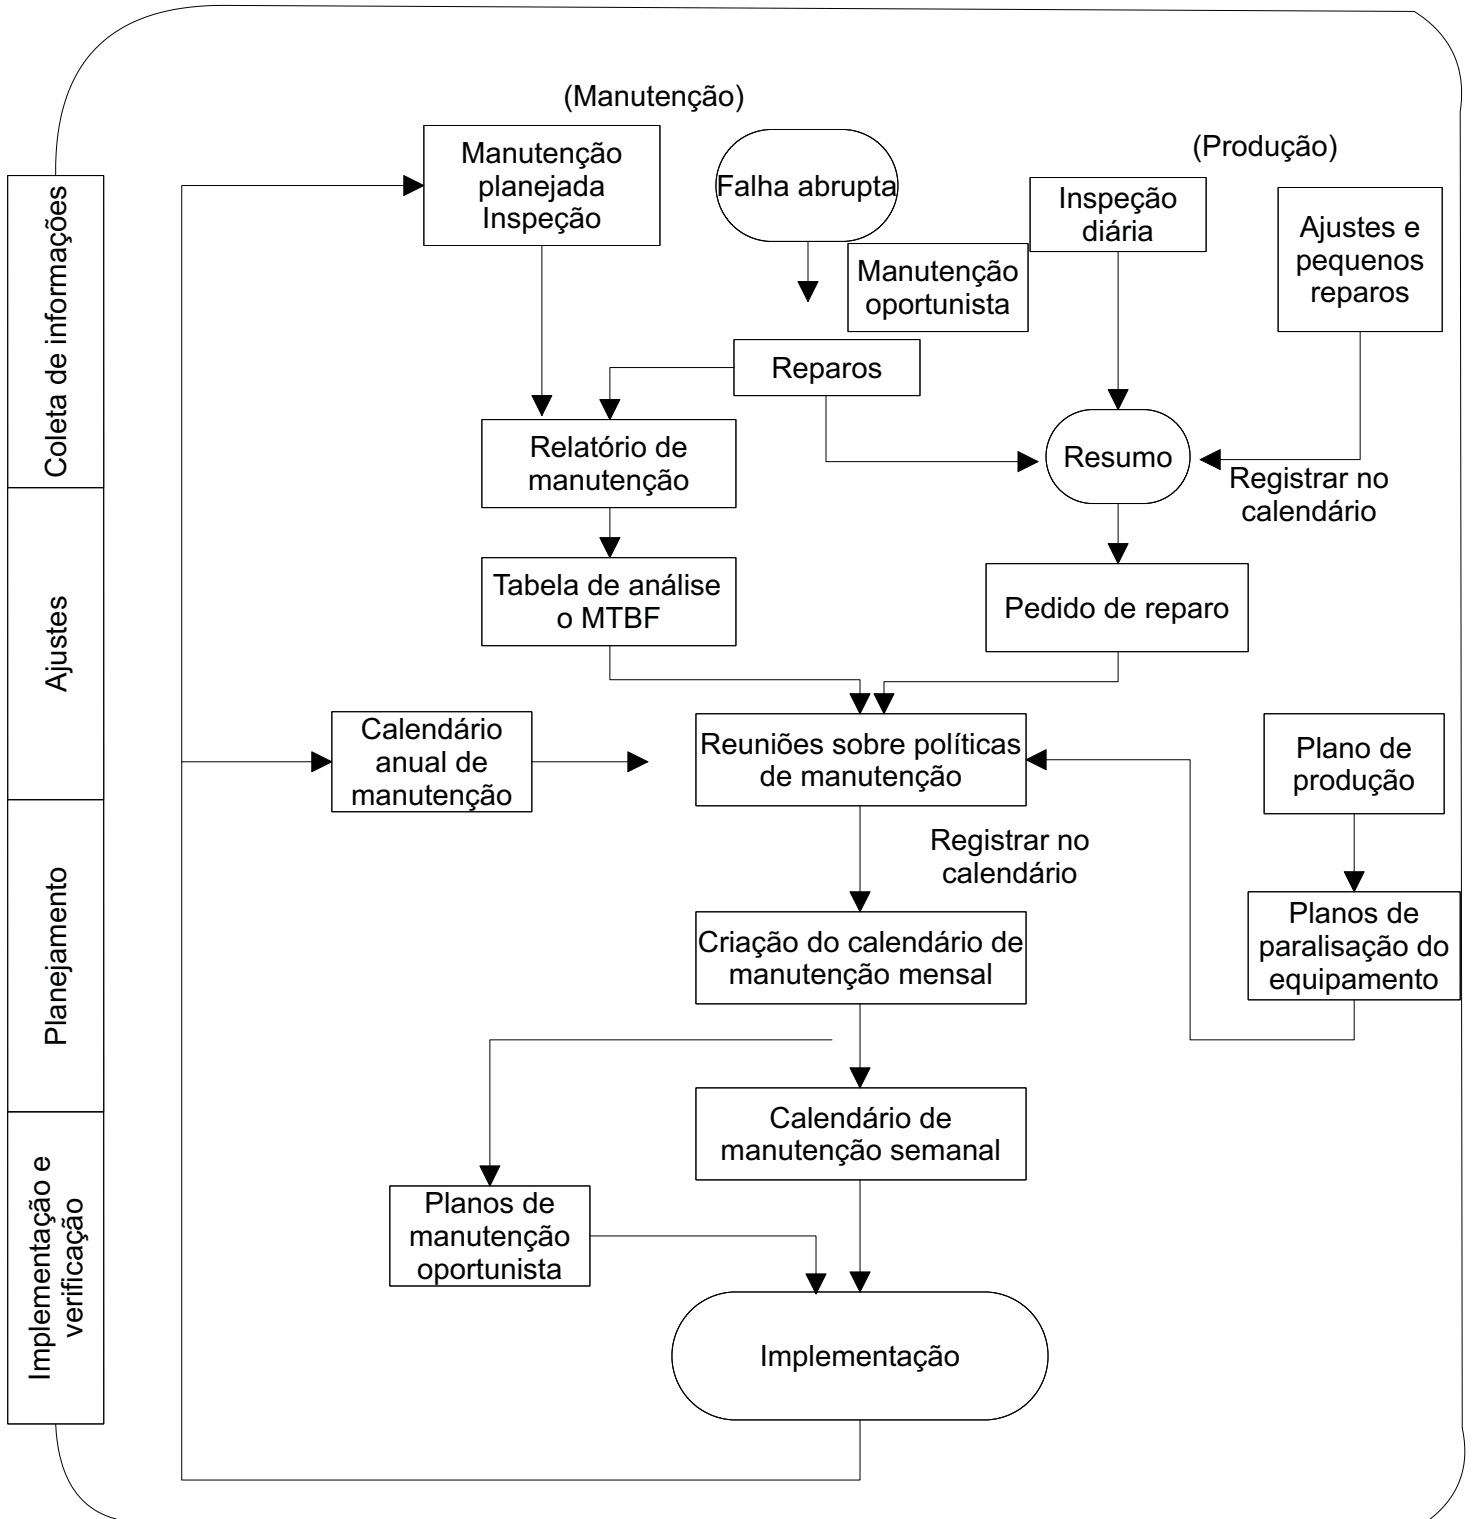 (Manutenção)
Manutenção
planejada
Inspeção
Falha abrupta
(Produção)
Inspeção
diária
Ajustes e
pequenos
reparos
Manutenção
oportunista
Reparos
Relatório de
manutenção
Resumo
Registrar no
calendário
Coleta de informações
Tabela de análise
o MTBF
Pedido de reparo
Ajustes
Calendário
anual de
manutenção
Reuniões sobre políticas
de manutenção
Plano de
produção
Registrar no
calendário
Planejamento
Criação do calendário de
manutenção mensal
Planos de
paralisação do
equipamento
Calendário de
manutenção semanal
Planos de
manutenção
oportunista
Implementação e
verificação
Implementação